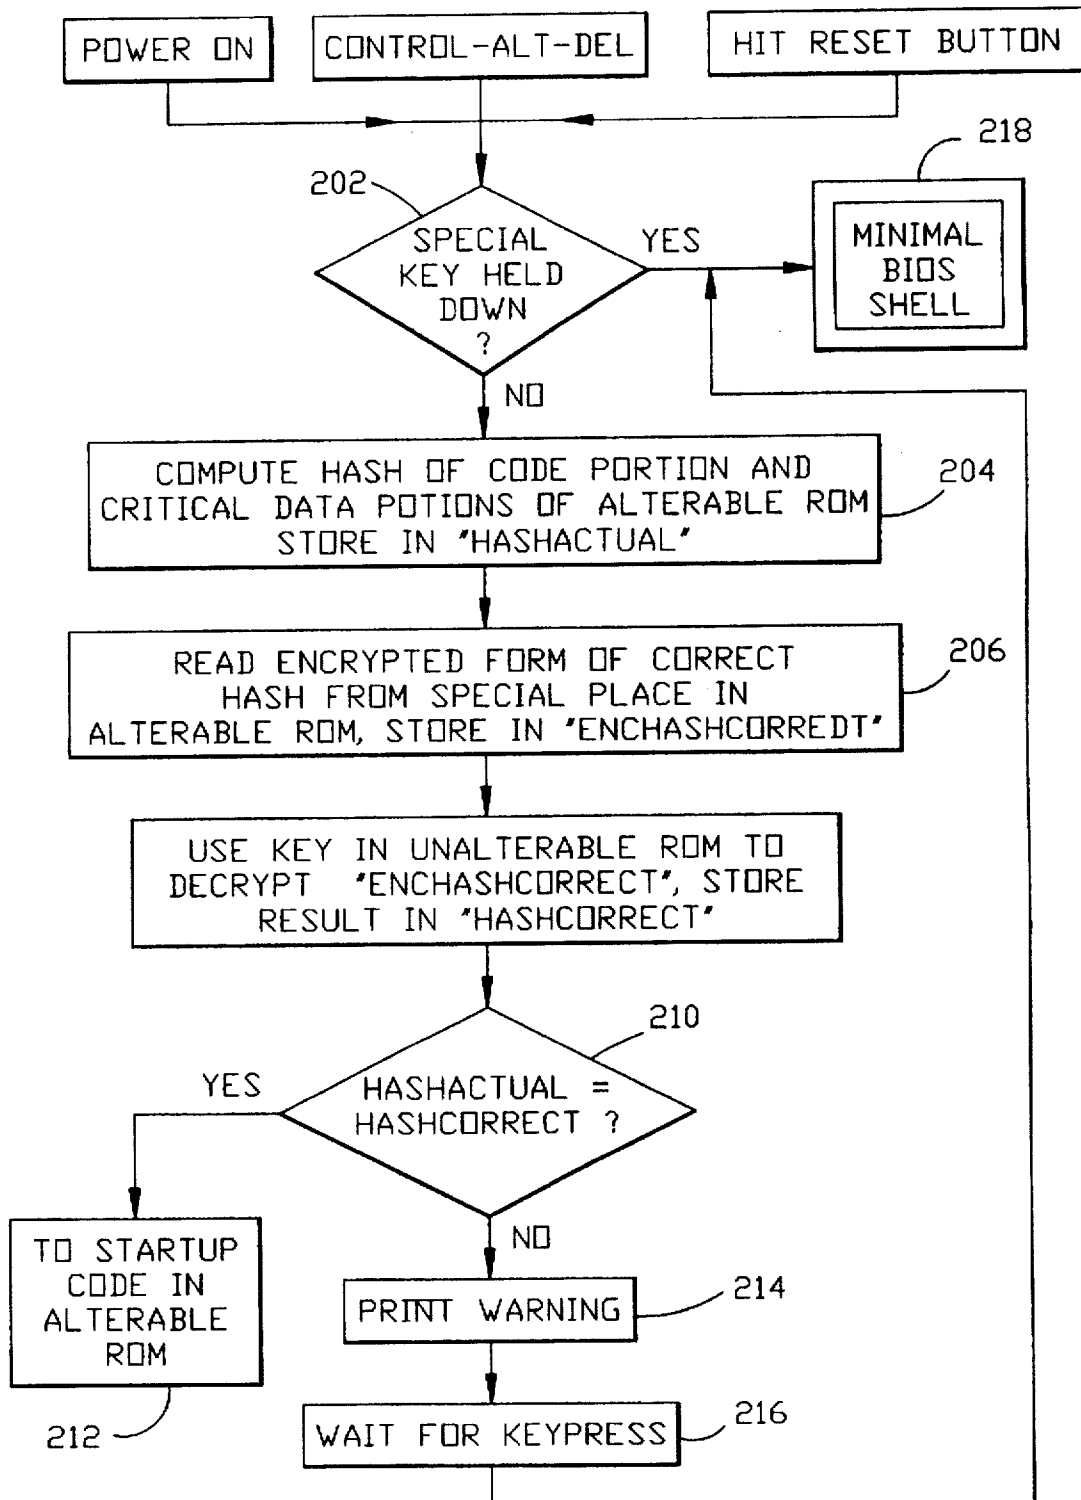 POWER ON
CONTROL-ALT-DEL
HIT RESET BUTTON
218
202
SPECIAL
KEY HELD
DOWN
?
YES
MINIMAL
BIOS
SHELL
NO
COMPUTE HASH OF CODE PORTION AND
CRITICAL DATA POTIONS OF ALTERABLE ROM
STORE IN "HASHACTUAL"
204
READ ENCRYPTED FORM OF CORRECT
HASH FROM SPECIAL PLACE IN
ALTERABLE ROM, STORE IN "ENCHASHCORREDT"
206
USE KEY IN UNALTERABLE ROM TO
DECRYPT "ENCHASHCORRECT", STORE
RESULT IN "HASHCORRECT"
210
YES
HASHACTUAL =
HASHCORRECT ?
NO
TO STARTUP
CODE IN
ALTERABLE
ROM
212
PRINT WARNING
214
WAIT FOR KEYPRESS
216